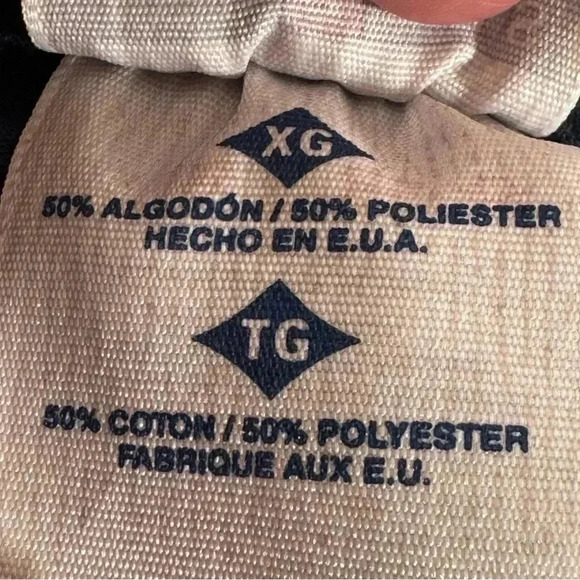 XG
50% ALGODÓN / 50% POLIESTER
HECHO EN E.U.A.
TG
50% COTON / 50% POLYESTER
FABRIQUE AUX E.U.